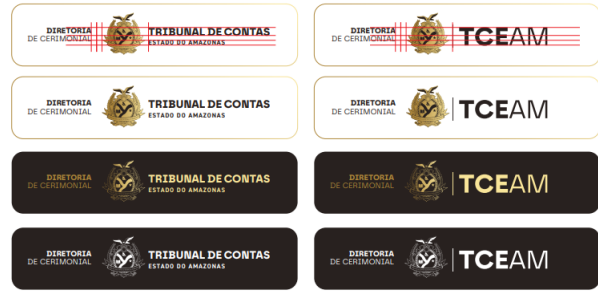 DIRETORIA
DE CERIMONIAL
TRIBUNAL DE CONTAS
ESTADO DO AMAZONAS
DIRETORIA
DE CERIMONIAL
TCEAM
DIRETORIA
DE CERIMONIAL
TRIBUNAL DE CONTAS
ESTADO DO AMAZONAS
DIRETORIA
DE CERIMONIAL
TCEAM
DIRETORIA
DE CERIMONIAL
TRIBUNAL DE CONTAS
ESTADO DO AMAZONAS
DIRETORIA
DE CERIMONIAL
TCEAM
DIRETORIA
DE CERIMONIAL
TRIBUNAL DE CONTAS
ESTADO DO AMAZONAS
DIRETORIA
DE CERIMONIAL
TCEAM